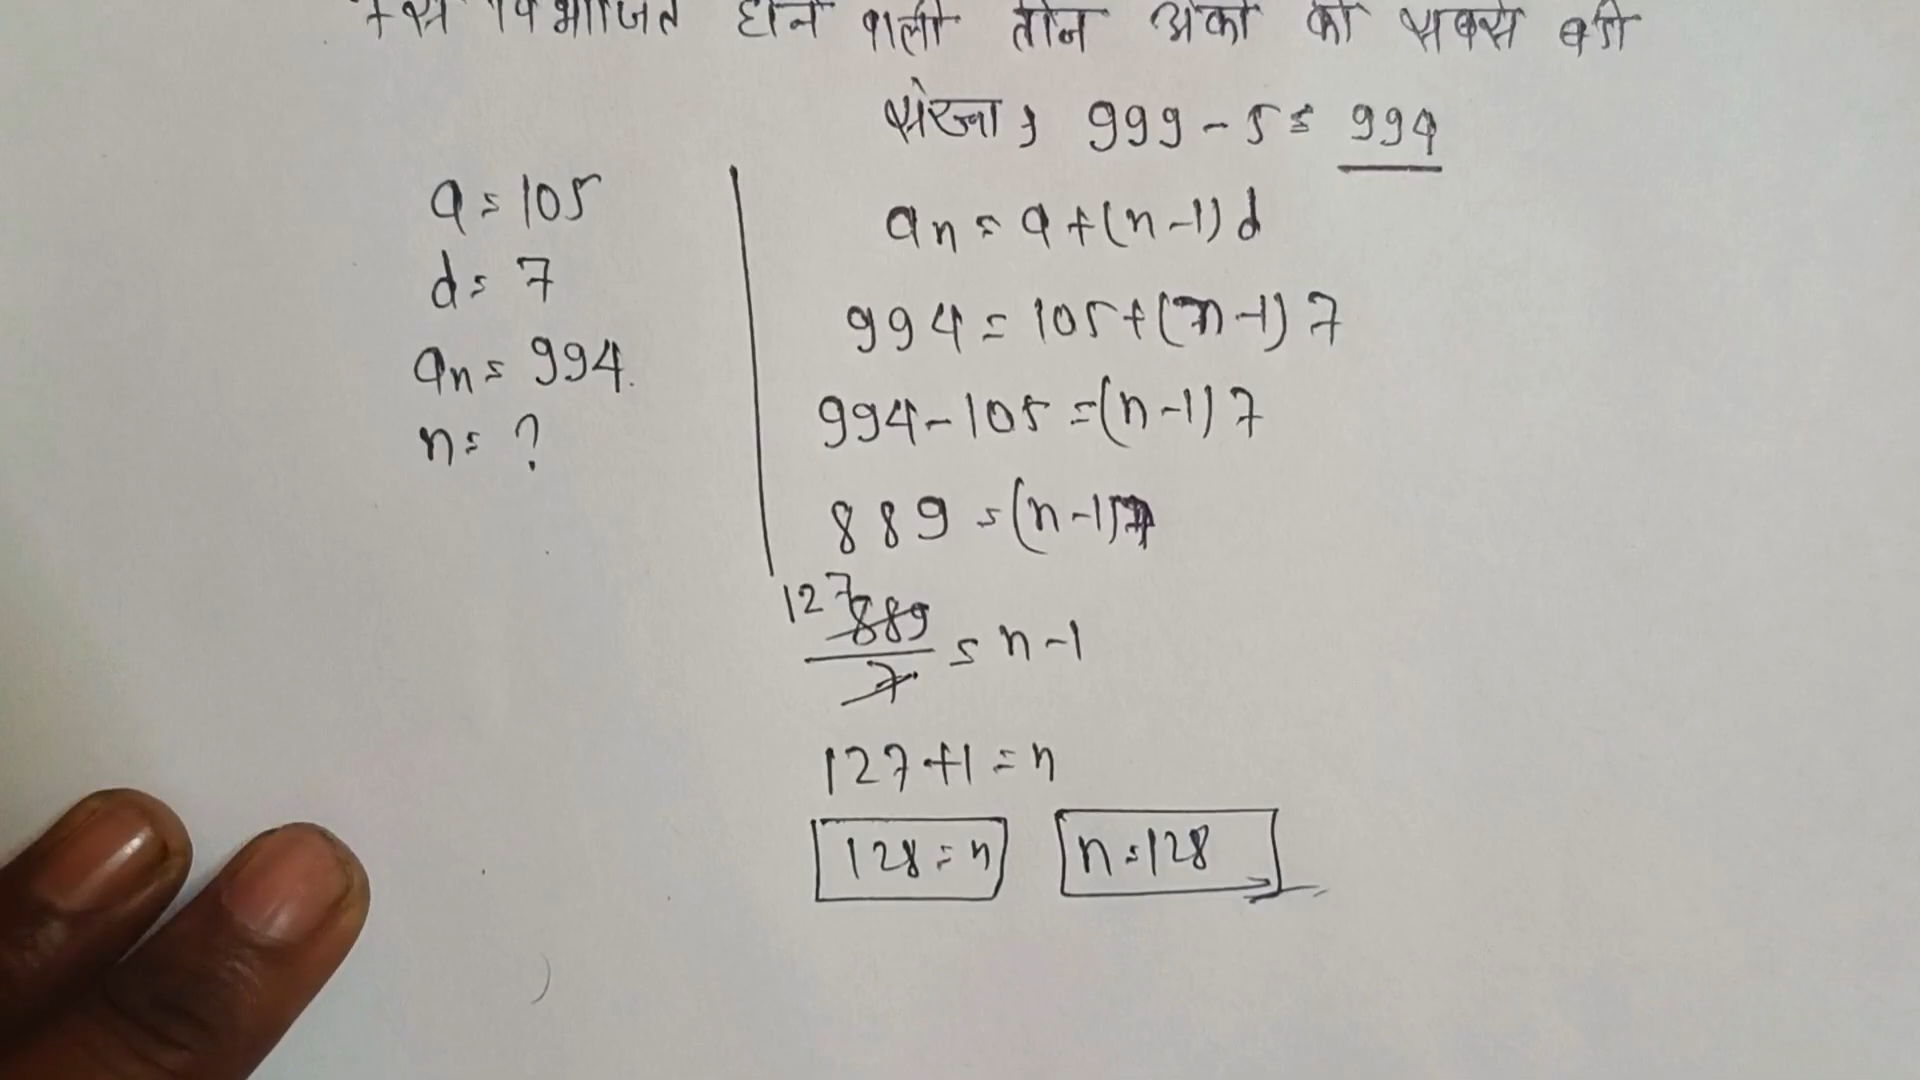 7 से विभाजित होने वाली तीन अंको की सबसे बड़ी
संख्या, 999 - 5 = 994
a = 105
d = 7
an = 994.
n = ?
an = a + (n-1) d
994 = 105 + (n-1) 7
994 - 105 = (n-1) 7
889 = (n-1)7
127
889/7 = n-1
127+1 = n
128 = n
n = 128